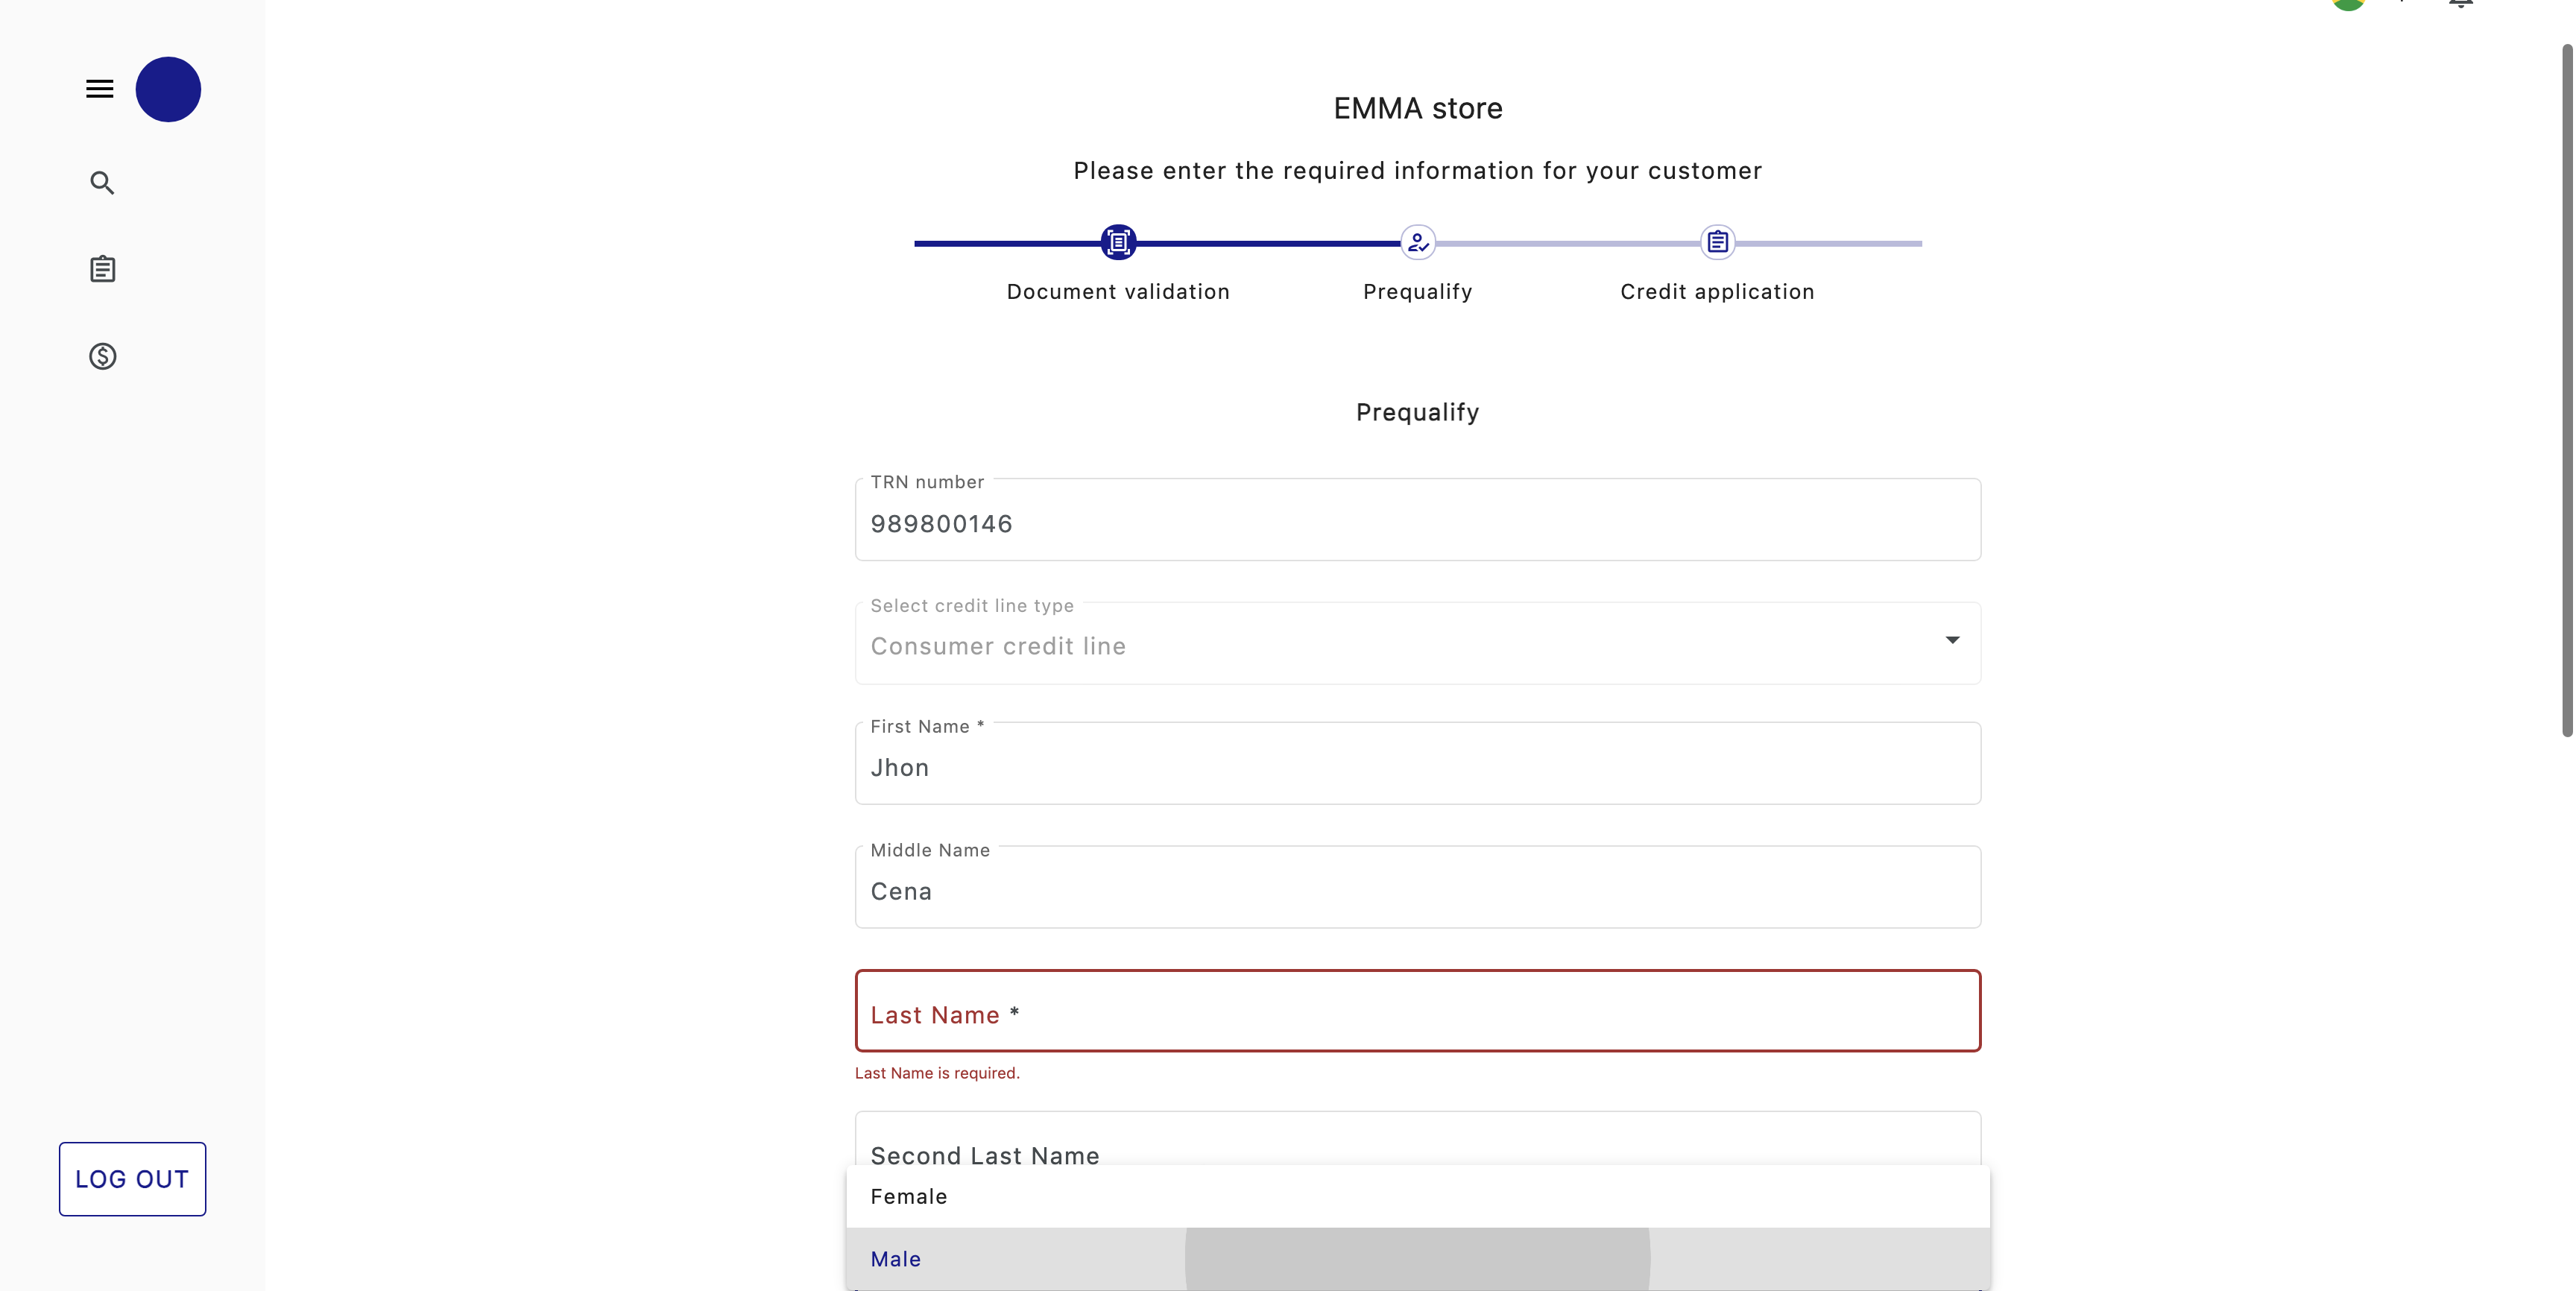 EMMA store
Please enter the required information for your customer
Document validation
Prequalify
Credit application
Prequalify
TRN number
989800146
Select credit line type
Consumer credit line
First Name *
Jhon
Middle Name
Cena
Last Name *
Last Name is required.
Second Last Name
Female
Male
LOG OUT